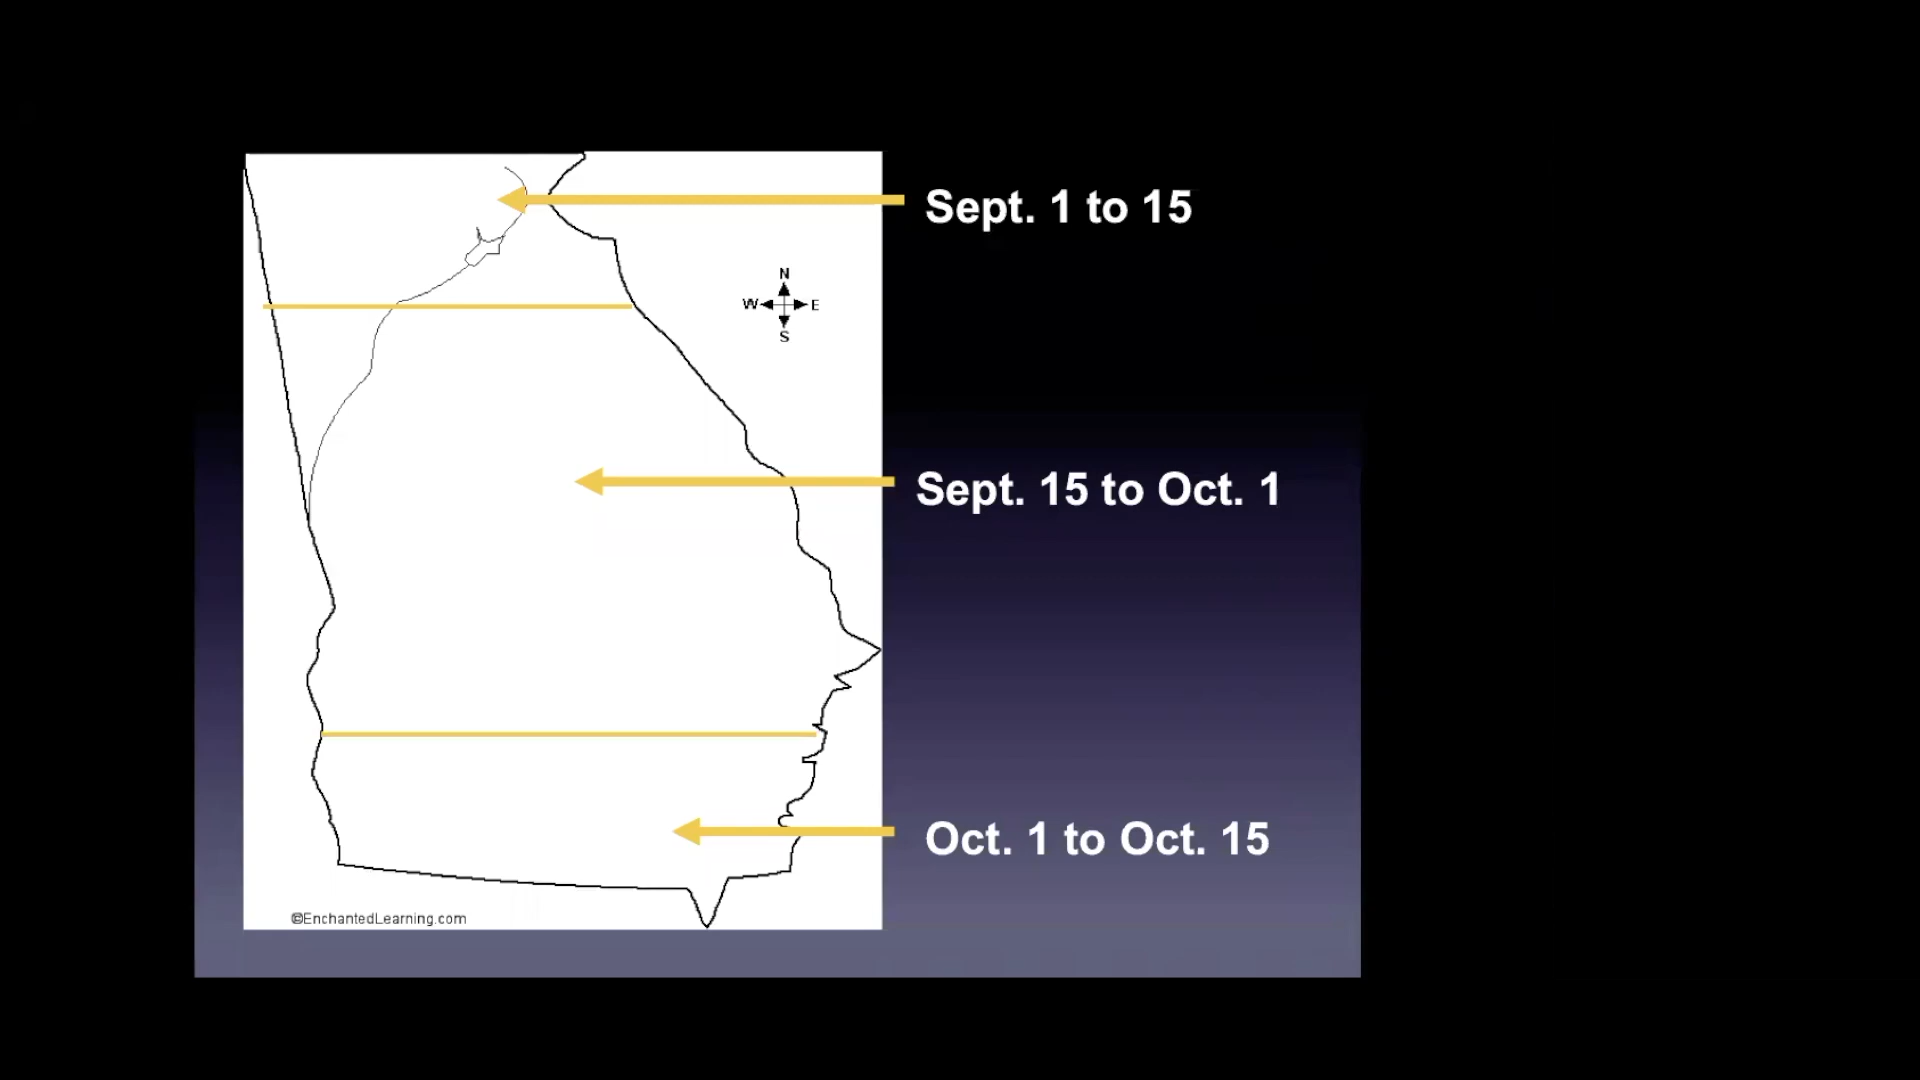 Sept. 1 to 15
N
W E
S
Sept. 15 to Oct. 1
Oct. 1 to Oct. 15
©EnchantedLearning.com